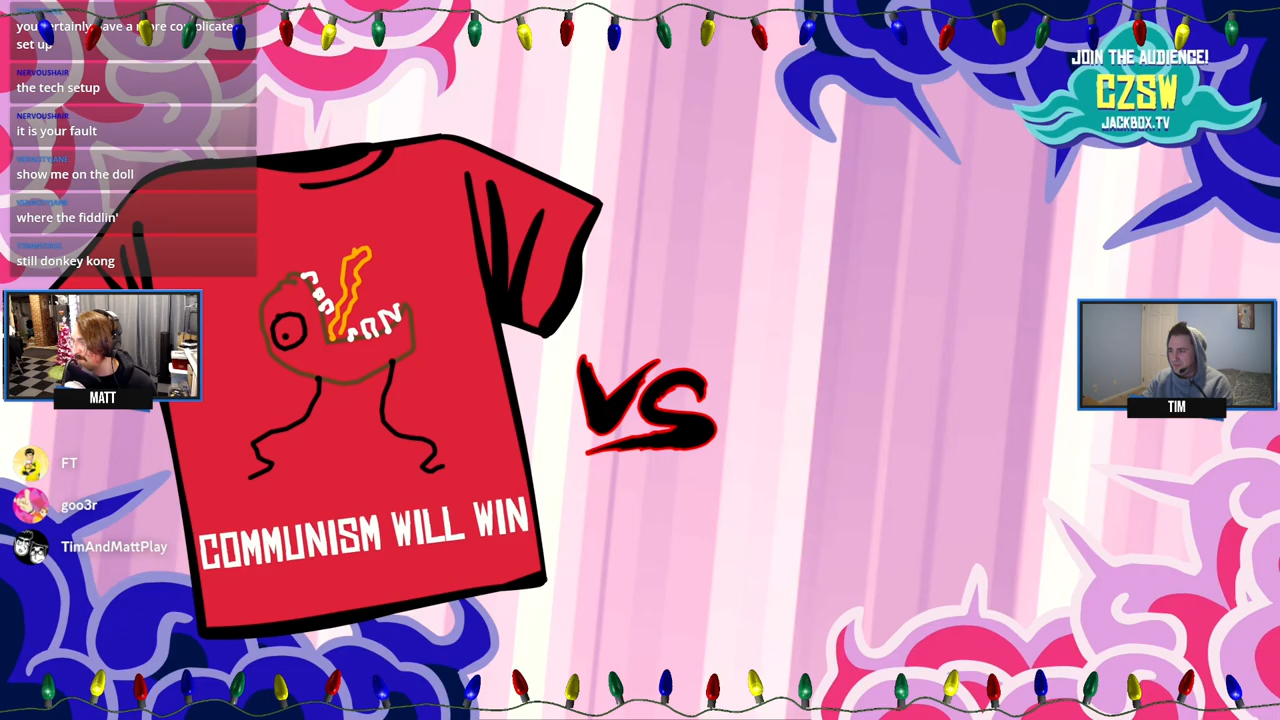 set up
NERVOUSHAIR
the tech setup
NERVOUSHAIR
it is your fault
show me on the doll
where the fiddlin'
still donkey kong
MATT
FT
goo3r
TimAndMattPlay
COMMUNISM WILL WIN
VS
JOIN THE AUDIENCE!
CZSW
JACKBOX.TV
TIM